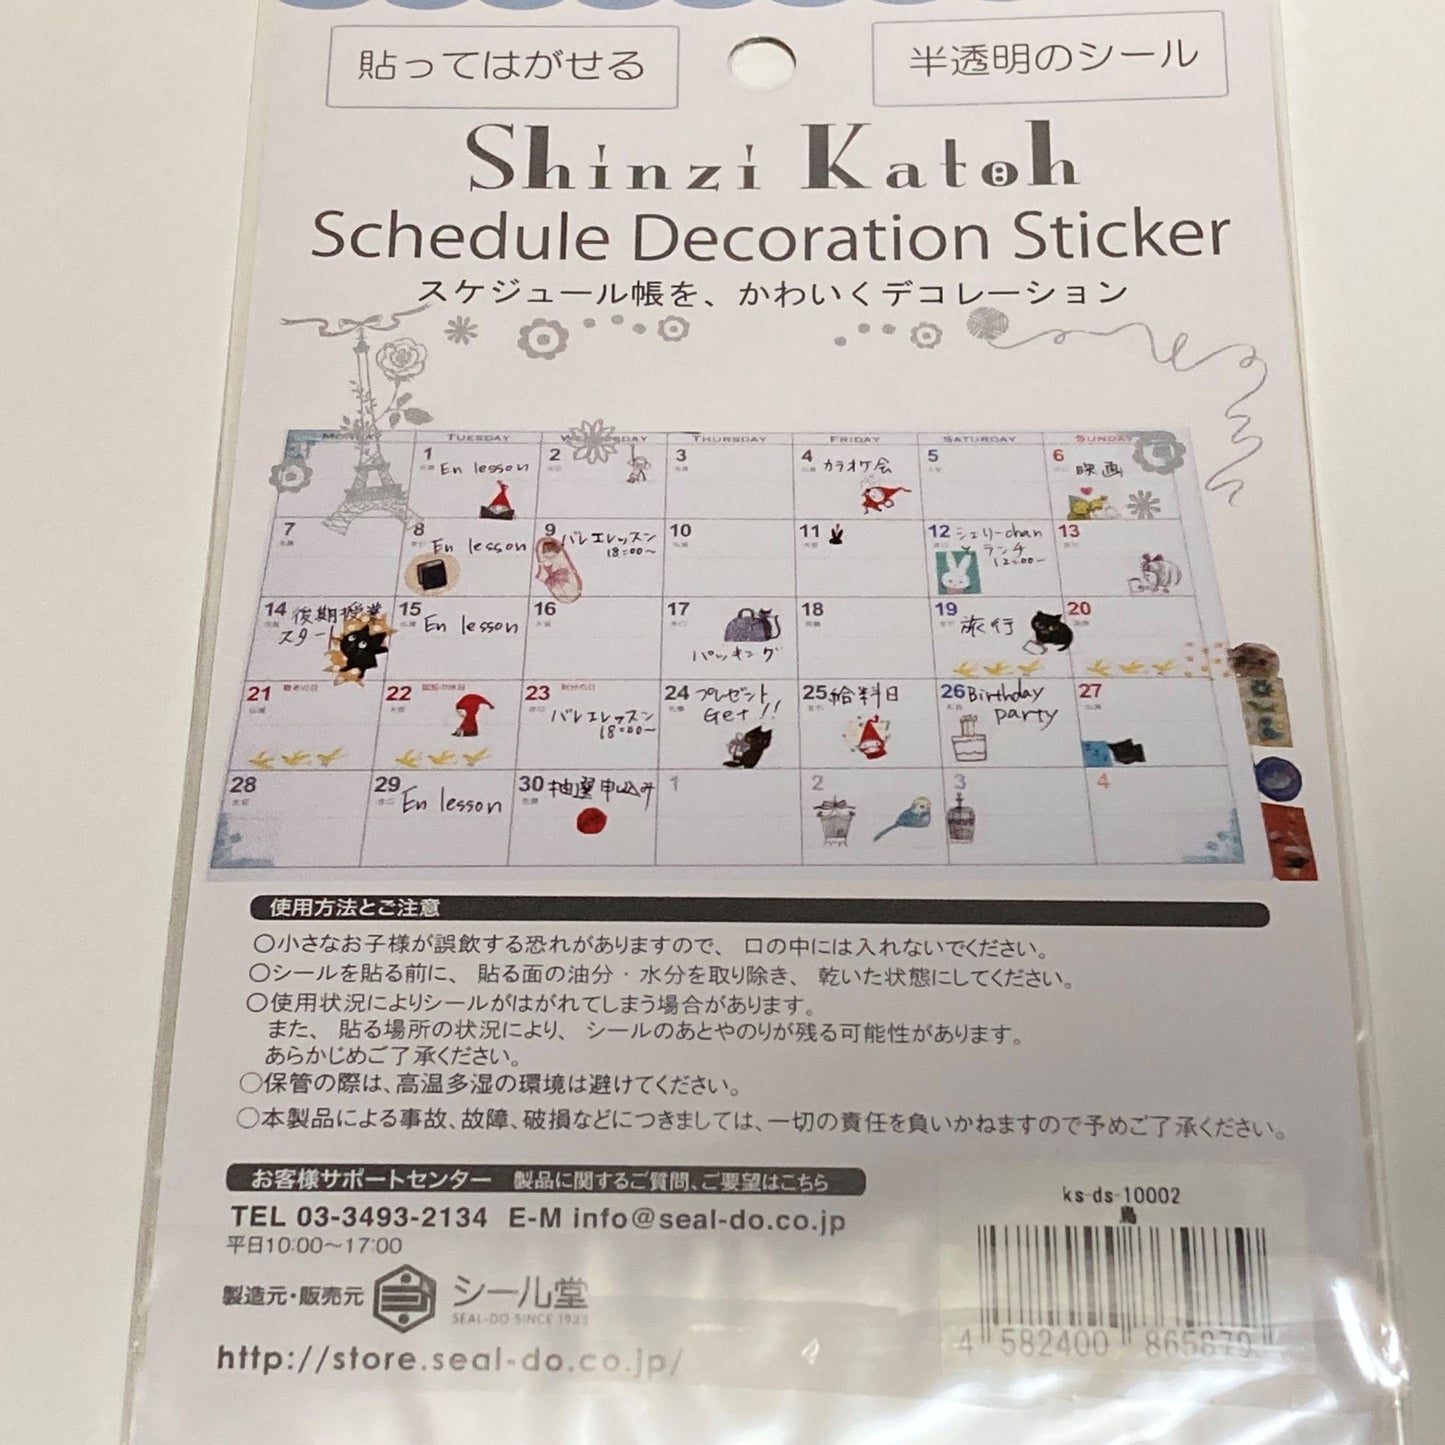 貼ってはがせる
半透明のシール
Shinzi Katoh
Schedule Decoration Sticker
スケジュール帳を、かわいくデコレーション
TUESDAY THURSDAY FRIDAY SATURDAY SUNDAY
1 En lesson
2
3
4 カラオケ会
5
6 映画
7
8 En lesson
9 バレエレッスン 18:00〜
10
11
12 シェリーchan ランチ 12:00〜
13
14 後期授業 スタート
15 En lesson
16
17 パッキング
18
19 旅行
20
21 敬老の日
22 国民の休日
23 秋分の日 バレエレッスン 18:00〜
24 プレゼント Get!!
25 給料日
26 Birthday party
27
28
29 En lesson
30 抽選申込み
1
2
3
4
使用方法とご注意
〇小さなお子様が誤飲する恐れがありますので、口の中には入れないでください。
〇シールを貼る前に、貼る面の油分・水分を取り除き、乾いた状態にしてください。
〇使用状況によりシールがはがれてしまう場合があります。
また、貼る場所の状況により、シールのあとやのりが残る可能性があります。
あらかじめご了承ください。
〇保管の際は、高温多湿の環境は避けてください。
〇本製品による事故、故障、破損などにつきましては、一切の責任を負いかねますので予めご了承ください。
お客様サポートセンター 製品に関するご質問、ご要望はこちら
TEL 03-3493-2134 E-M info@seal-do.co.jp
平日10:00〜17:00
製造元・販売元 シール堂
SEAL-DO SINCE 1933
http://store.seal-do.co.jp/
ks-ds-10002
鳥
4 582400 865879